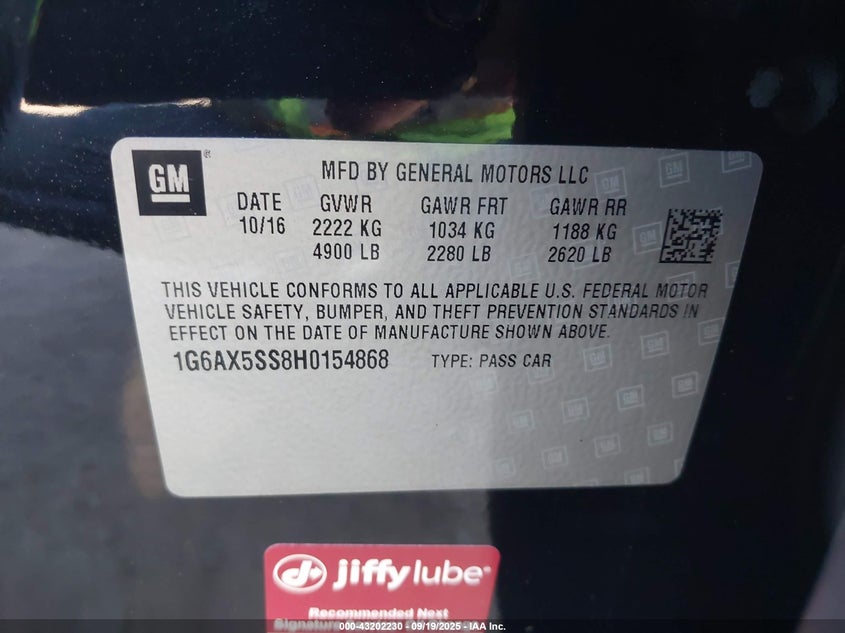 GM
MFD BY GENERAL MOTORS LLC
DATE GVWR GAWR FRT GAWR RR
10/16 2222 KG 1034 KG 1188 KG
4900 LB 2280 LB 2620 LB
THIS VEHICLE CONFORMS TO ALL APPLICABLE U.S. FEDERAL MOTOR
VEHICLE SAFETY, BUMPER, AND THEFT PREVENTION STANDARDS IN
EFFECT ON THE DATE OF MANUFACTURE SHOWN ABOVE.
1G6AX5SS8H0154868 TYPE: PASS CAR
jiffy lube
Recommended Next
Signature
000-43202230 - 09/19/2025 - IAA Inc.